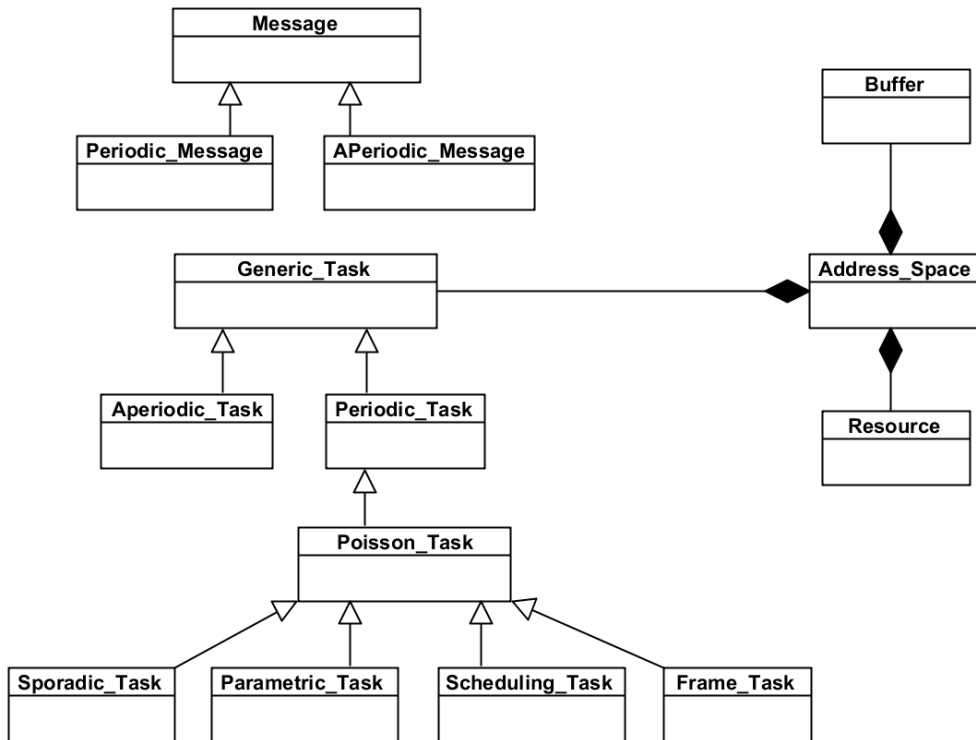 Message
Buffer
Periodic_Message
APeriodic_Message
Generic_Task
Address_Space
Aperiodic_Task
Periodic_Task
Resource
Poisson_Task
Sporadic_Task
Parametric_Task
Scheduling_Task
Frame_Task